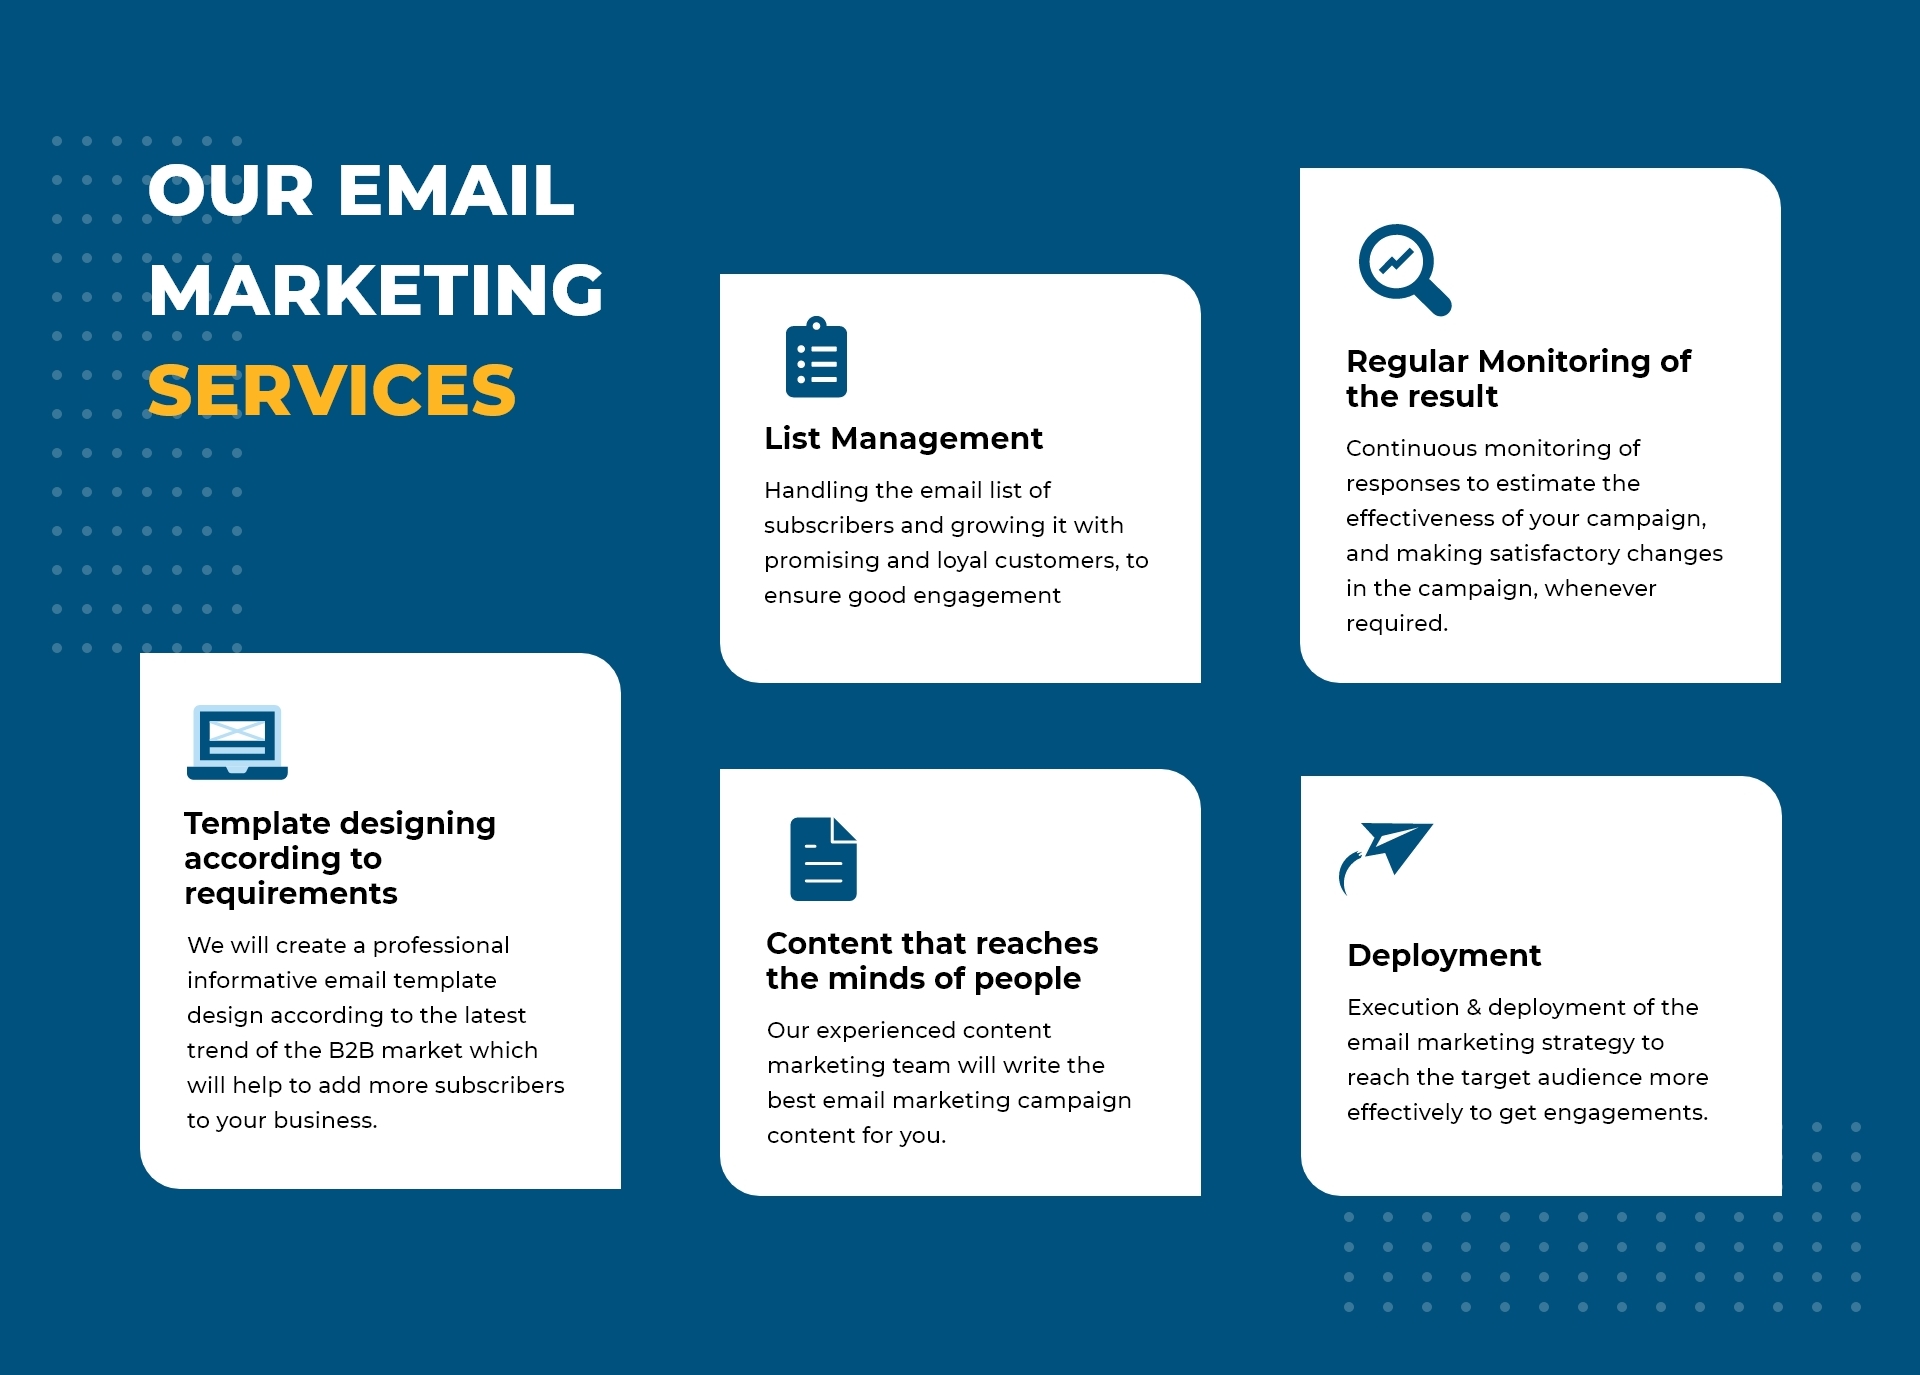 OUR EMAIL
MARKETING
SERVICES
List Management
Handling the email list of
subscribers and growing it with
promising and loyal customers, to
ensure good engagement
Regular Monitoring of
the result
Continuous monitoring of
responses to estimate the
effectiveness of your campaign,
and making satisfactory changes
in the campaign, whenever
required.
Template designing
according to
requirements
We will create a professional
informative email template
design according to the latest
trend of the B2B market which
will help to add more subscribers
to your business.
Content that reaches
the minds of people
Our experienced content
marketing team will write the
best email marketing campaign
content for you.
Deployment
Execution & deployment of the
email marketing strategy to
reach the target audience more
effectively to get engagements.